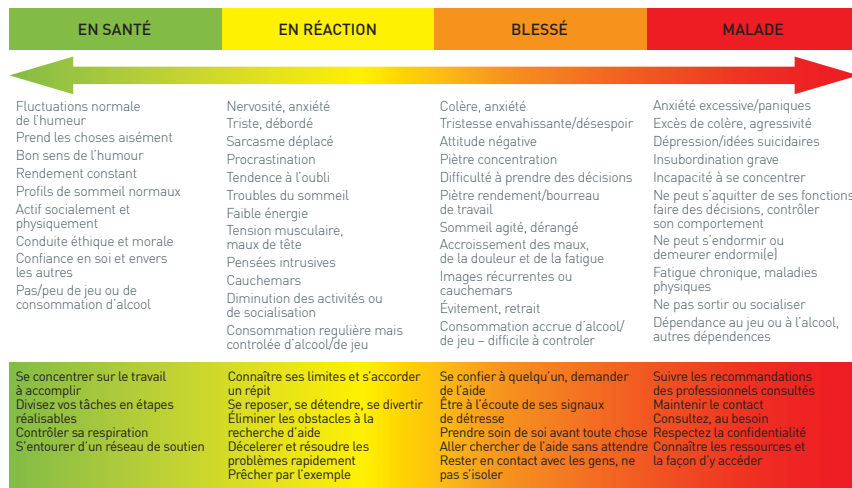 EN SANTÉ
EN RÉACTION
BLESSÉ
MALADE
Fluctuations normale
de l'humeur
Prend les choses aisément
Bon sens de l'humour
Rendement constant
Profils de sommeil normaux
Actif socialement et
physiquement
Conduite éthique et morale
Confiance en soi et envers
les autres
Pas/peu de jeu ou de
consommation d'alcool
Nervosité, anxiété
Triste, débordé
Sarcasme déplacé
Procrastination
Tendence à l'oubli
Troubles du sommeil
Faible énergie
Tension musculaire,
maux de tête
Pensées intrusives
Cauchemars
Diminution des activités ou
de socialisation
Consommation regulière mais
controlée d'alcool/de jeu
Colère, anxiété
Tristesse envahissante/désespoir
Attitude négative
Piètre concentration
Difficulté à prendre des décisions
Piètre rendement/bourreau
de travail
Sommeil agité, dérangé
Accroissement des maux,
de la douleur et de la fatigue
Images récurrentes ou
cauchemars
Évitement, retrait
Consommation accrue d'alcool/
de jeu – difficile à controler
Anxiété excessive/paniques
Excès de colère, agressivité
Dépression/idées suicidaires
Insubordination grave
Incapacité à se concentrer
Ne peut s'aquitter de ses fonctions
faire des décisions, contrôler
son comportement
Ne peut s'endormir ou
demeurer endormi(e)
Fatigue chronique, maladies
physiques
Ne pas sortir ou socialiser
Dépendance au jeu ou à l'alcool,
autres dépendences
Se concentrer sur le travail
à accomplir
Divisez vos tâches en étapes
réalisables
Contrôler sa respiration
S'entourer d'un réseau de soutien
Connaître ses limites et s'accorder
un répit
Se reposer, se détendre, se divertir
Éliminer les obstacles à la
recherche d'aide
Décelerer et résoudre les
problèmes rapidement
Prêcher par l'exemple
Se confier à quelqu'un, demander
de l'aide
Être à l'écoute de ses signaux
de détresse
Prendre soin de soi avant toute chose
Aller chercher de l'aide sans attendre
Rester en contact avec les gens, ne
pas s'isoler
Suivre les recommandations
des professionnels consultés
Maintenir le contact
Consultez, au besoin
Respectez la confidentialité
Connaître les ressources et
la façon d'y accéder